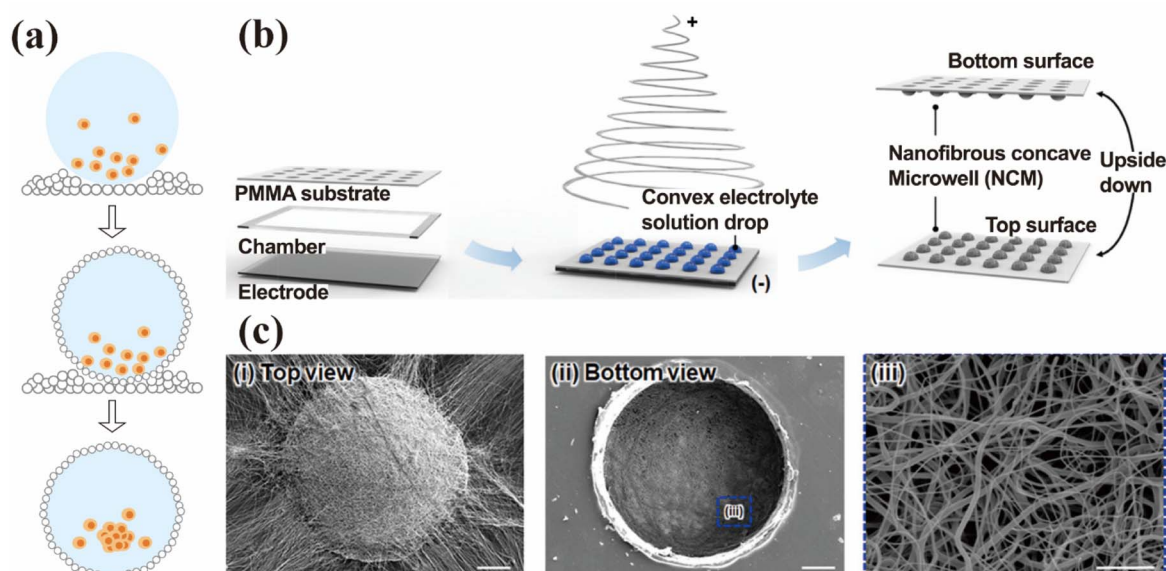 (a)
(b)
+
PMMA substrate
Chamber
Electrode
Convex electrolyte
solution drop
(-)
Bottom surface
Nanofibrous concave
Microwell (NCM)
Upside
down
Top surface
(c)
(i) Top view
(ii) Bottom view
(iii)
(iii)